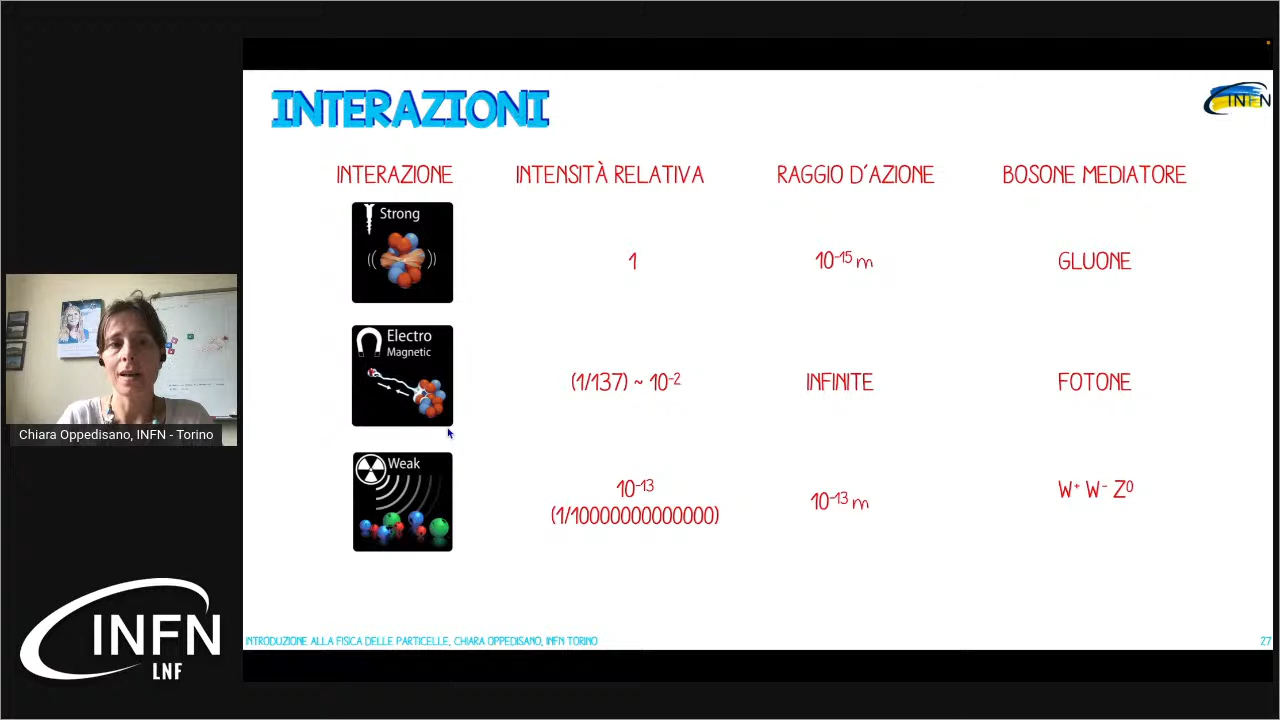 INTERAZIONI
INFN
INTERAZIONE INTENSITÀ RELATIVA RAGGIO D'AZIONE BOSONE MEDIATORE
Strong
1 10⁻¹⁵ m GLUONE
Electro
Magnetic
(1/137) ~ 10⁻² INFINITE FOTONE
Weak
10⁻¹³
(1/10000000000000) 10⁻¹³ m W⁺ W⁻ Z⁰
Chiara Oppedisano, INFN - Torino
INFN
LNF
INTRODUZIONE ALLA FISICA DELLE PARTICELLE, CHIARA OPPEDISANO, INFN TORINO 27